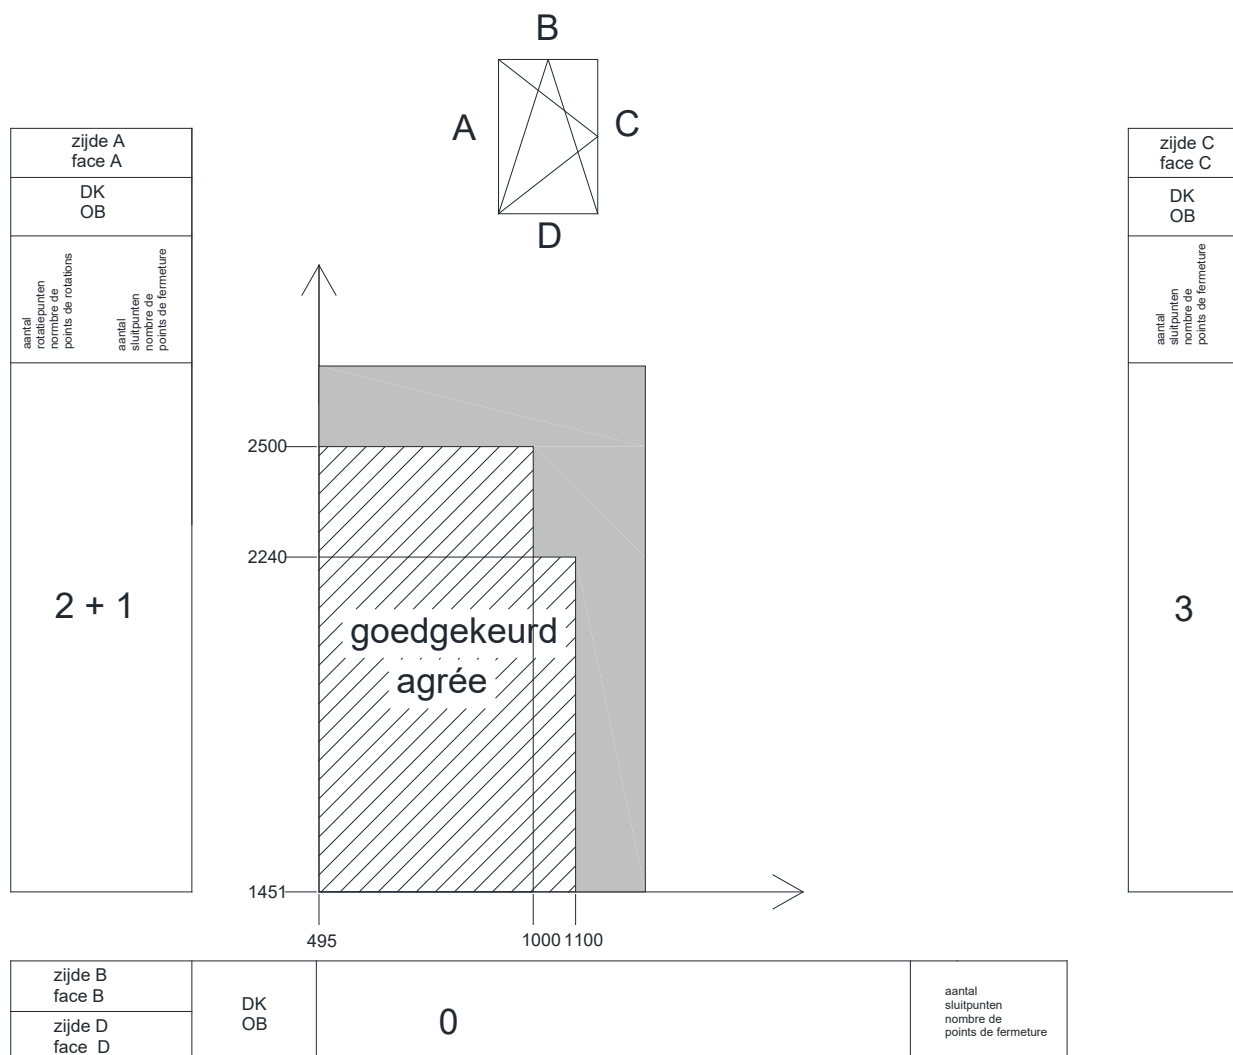 B
A
C
D
zijde A
face A
DK
OB
aantal
rotatiepunten
normbre de
points de rotations
aantal
sluitpunten
nombre de
points de fermeture
2 + 1
zijde C
face C
DK
OB
aantal
sluitpunten
nombre de
points de fermeture
3
2500
2240
1451
goedgekeurd
agrée
495
1000
1100
zijde B
face B
zijde D
face D
DK
OB
0
aantal
sluitpunten
nombre de
points de fermeture